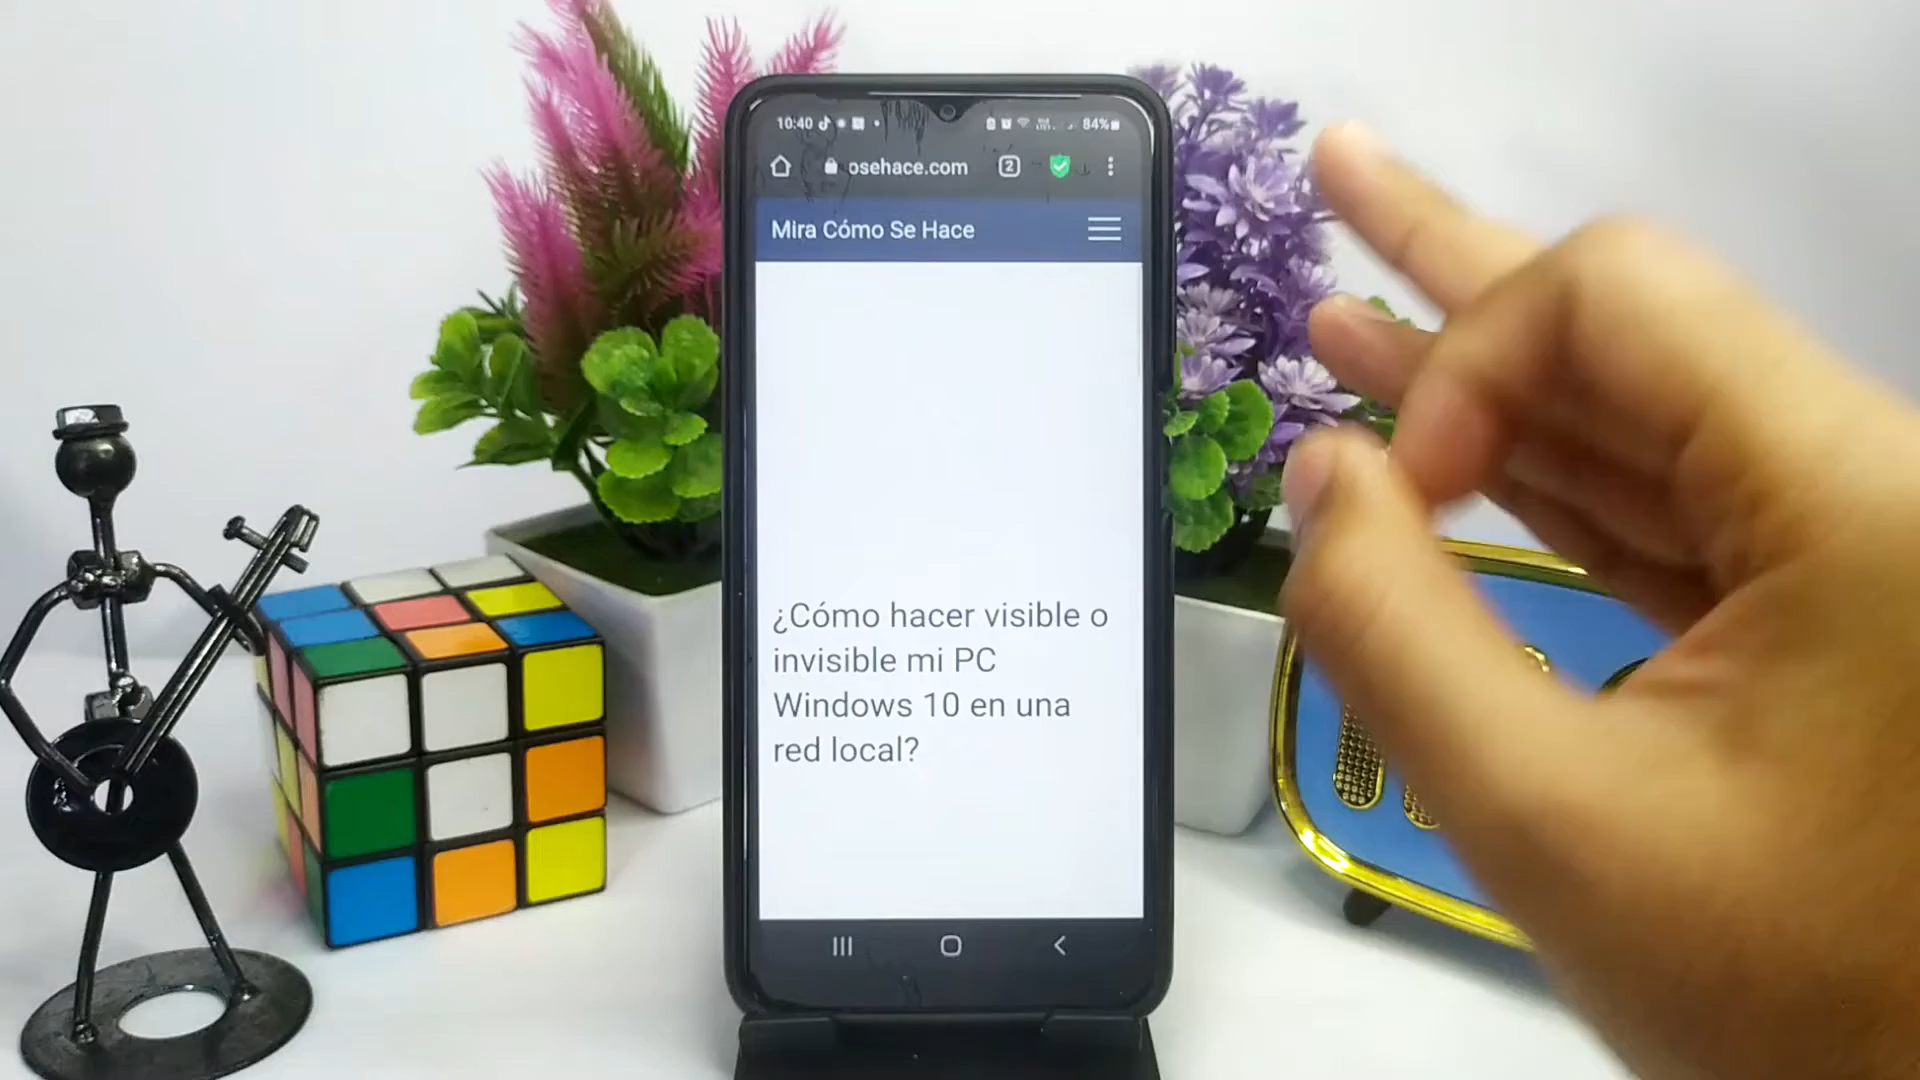 10:40
84%
osehace.com
2
Mira Cómo Se Hace
¿Cómo hacer visible o
invisible mi PC
Windows 10 en una
red local?